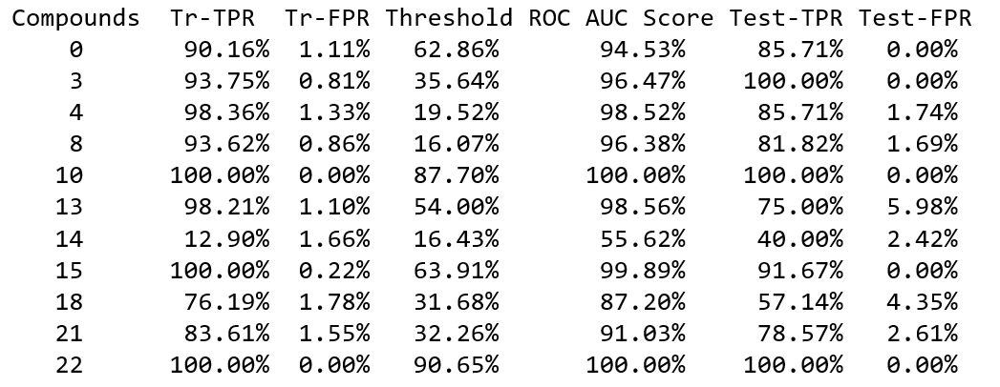 Compounds Tr-TPR Tr-FPR Threshold ROC AUC Score Test-TPR Test-FPR
0 90.16% 1.11% 62.86% 94.53% 85.71% 0.00%
3 93.75% 0.81% 35.64% 96.47% 100.00% 0.00%
4 98.36% 1.33% 19.52% 98.52% 85.71% 1.74%
8 93.62% 0.86% 16.07% 96.38% 81.82% 1.69%
10 100.00% 0.00% 87.70% 100.00% 100.00% 0.00%
13 98.21% 1.10% 54.00% 98.56% 75.00% 5.98%
14 12.90% 1.66% 16.43% 55.62% 40.00% 2.42%
15 100.00% 0.22% 63.91% 99.89% 91.67% 0.00%
18 76.19% 1.78% 31.68% 87.20% 57.14% 4.35%
21 83.61% 1.55% 32.26% 91.03% 78.57% 2.61%
22 100.00% 0.00% 90.65% 100.00% 100.00% 0.00%